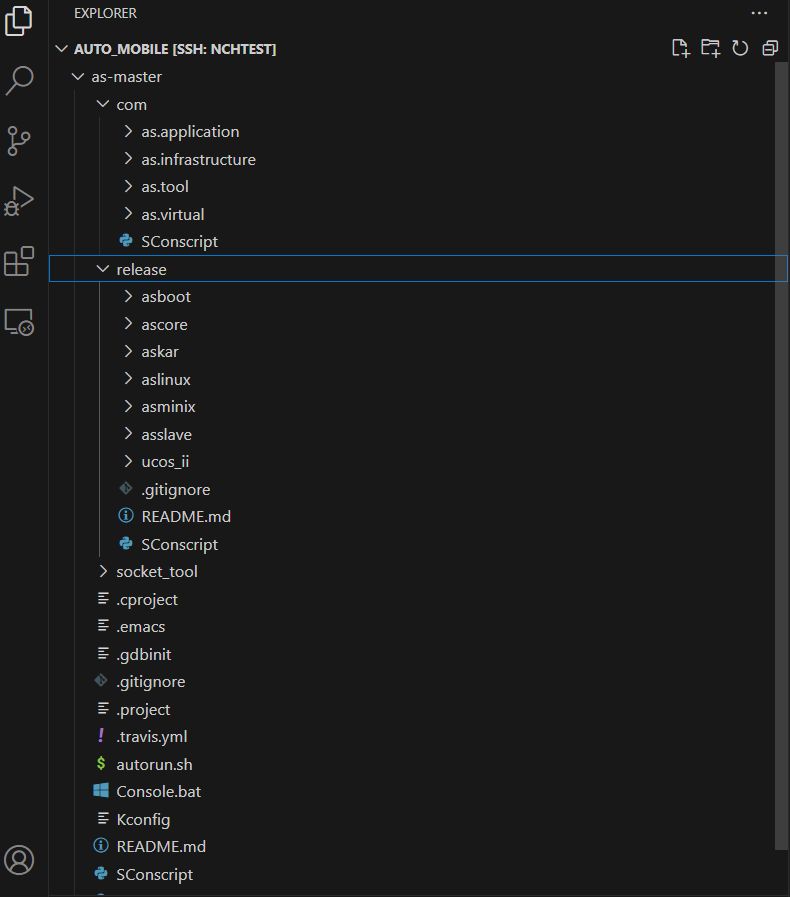 EXPLORER
AUTO_MOBILE [SSH: NCHTEST]
as-master
com
as.application
as.infrastructure
as.tool
as.virtual
SConscript
release
asboot
ascore
askar
aslinux
asminix
asslave
ucos_ii
.gitignore
README.md
SConscript
socket_tool
.cproject
.emacs
.gdbinit
.gitignore
.project
.travis.yml
autorun.sh
Console.bat
Kconfig
README.md
SConscript